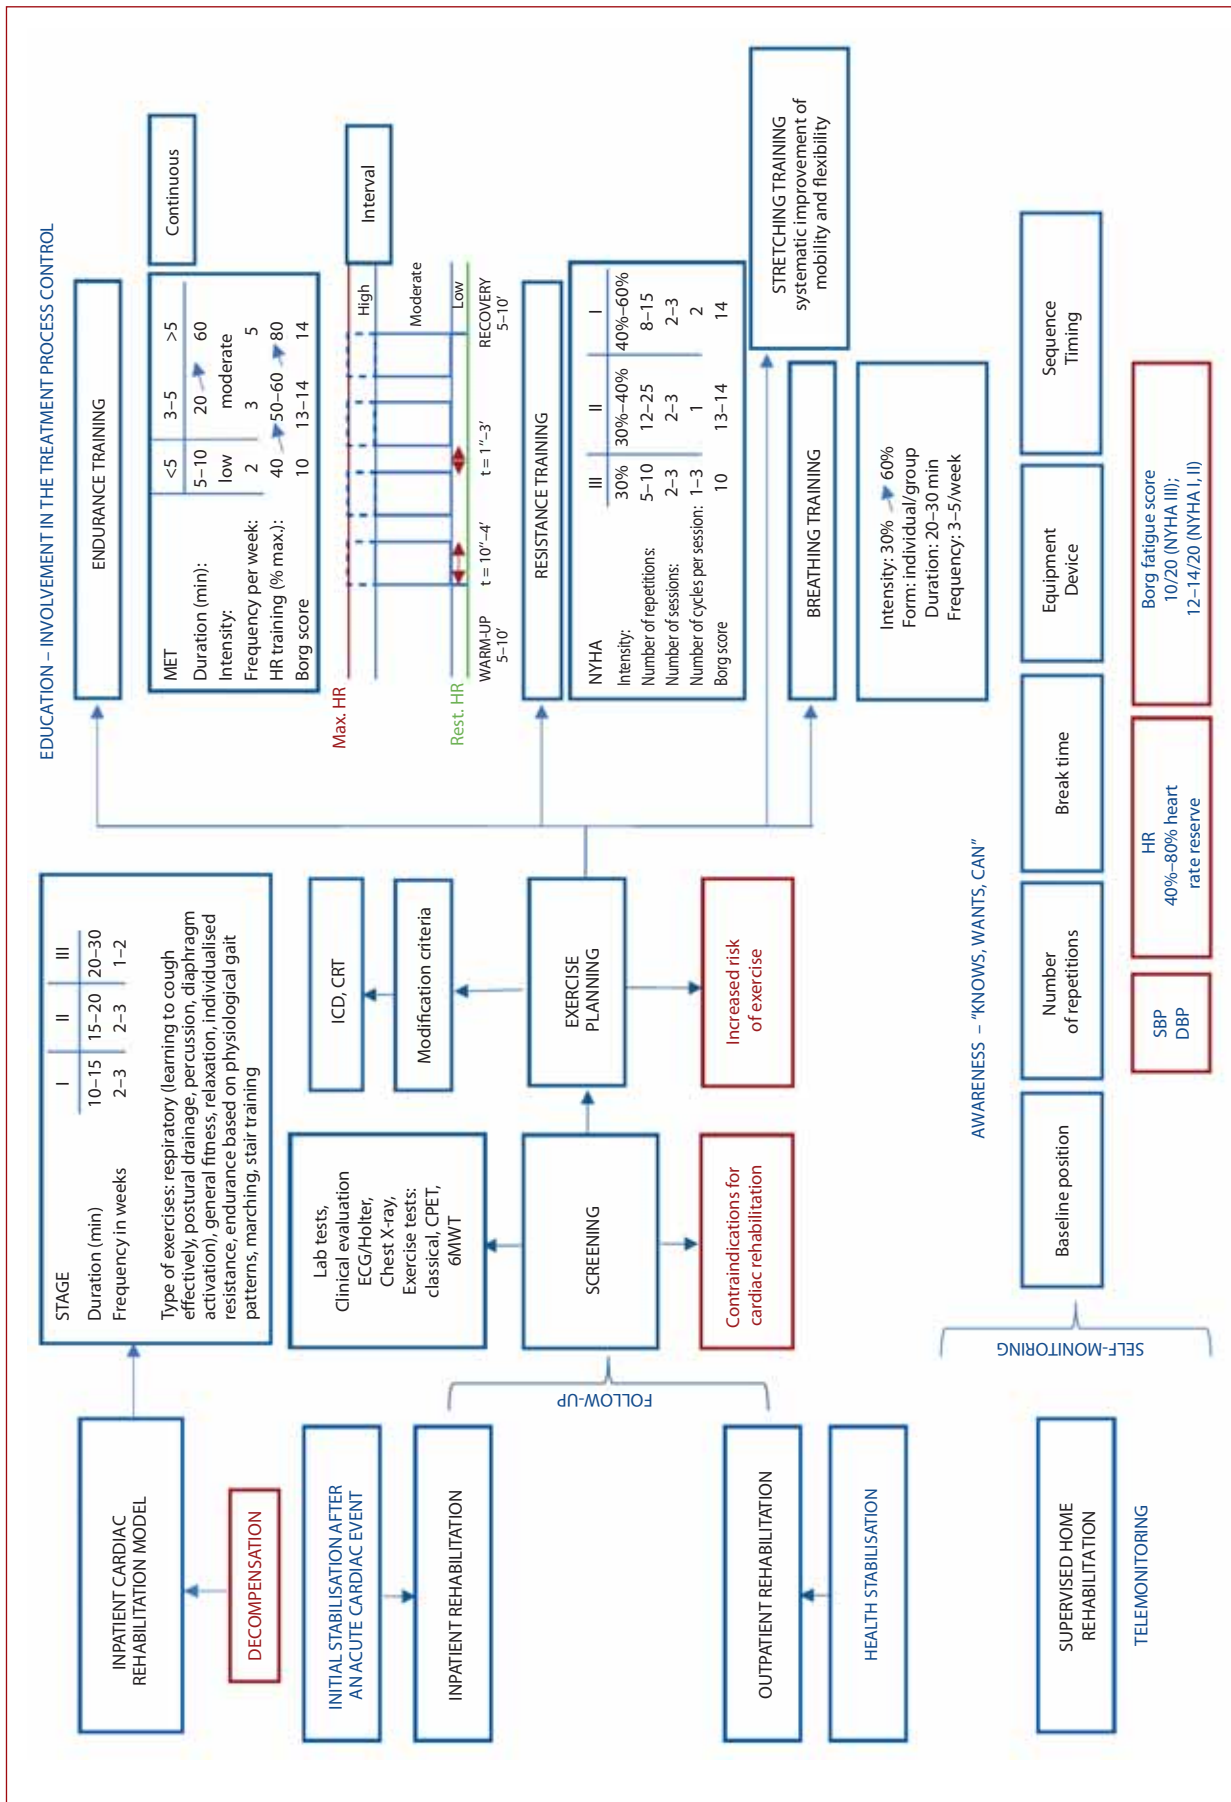 EDUCATION – INVOLVEMENT IN THE TREATMENT PROCESS CONTROL
INPATIENT CARDIAC
REHABILITATION MODEL
DECOMPENSATION
INITIAL STABILISATION AFTER
AN ACUTE CARDIAC EVENT
INPATIENT REHABILITATION
OUTPATIENT REHABILITATION
HEALTH STABILISATION
SUPERVISED HOME
REHABILITATION
TELEMONITORING
STAGE I II III
Duration (min) 10–15 15–20 20–30
Frequency in weeks 2–3 2–3 1–2
Type of exercises: respiratory (learning to cough
effectively, postural drainage, percussion, diaphragm
activation), general fitness, relaxation, individualised
resistance, endurance based on physiological gait
patterns, marching, stair training
Lab tests,
Clinical evaluation
ECG/Holter,
Chest X-ray,
Exercise tests:
classical, CPET,
6MWT
FOLLOW-UP
SCREENING
Contraindications for
cardiac rehabilitation
ICD, CRT
Modification criteria
EXERCISE
PLANNING
Increased risk
of exercise
ENDURANCE TRAINING
MET <5 3–5 >5
Duration (min): 5–10 20 60
Intensity: low moderate
Frequency per week: 2 3 5
HR training (% max.): 40 50–60 80
Borg score 10 13–14 14
Continuous
Max. HR
Rest. HR
High
Moderate
Low
WARM-UP
5–10'
t = 10"–4'
t = 1"–3'
RECOVERY
5–10'
Interval
RESISTANCE TRAINING
NYHA III II I
Intensity: 30% 30%–40% 40%–60%
Number of repetitions: 5–10 12–25 8–15
Number of sessions: 2–3 2–3 2–3
Number of cycles per session: 1–3 1 2
Borg score 10 13–14 14
STRETCHING TRAINING
systematic improvement of
mobility and flexibility
BREATHING TRAINING
Intensity: 30% 60%
Form: individual/group
Duration: 20–30 min
Frequency: 3–5/week
AWARENESS – "KNOWS, WANTS, CAN"
SELF-MONITORING
Baseline position
Number
of repetitions
Break time
Equipment
Device
Sequence
Timing
SBP
DBP
HR
40%–80% heart
rate reserve
Borg fatigue score
10/20 (NYHA III);
12–14/20 (NYHA I, II)